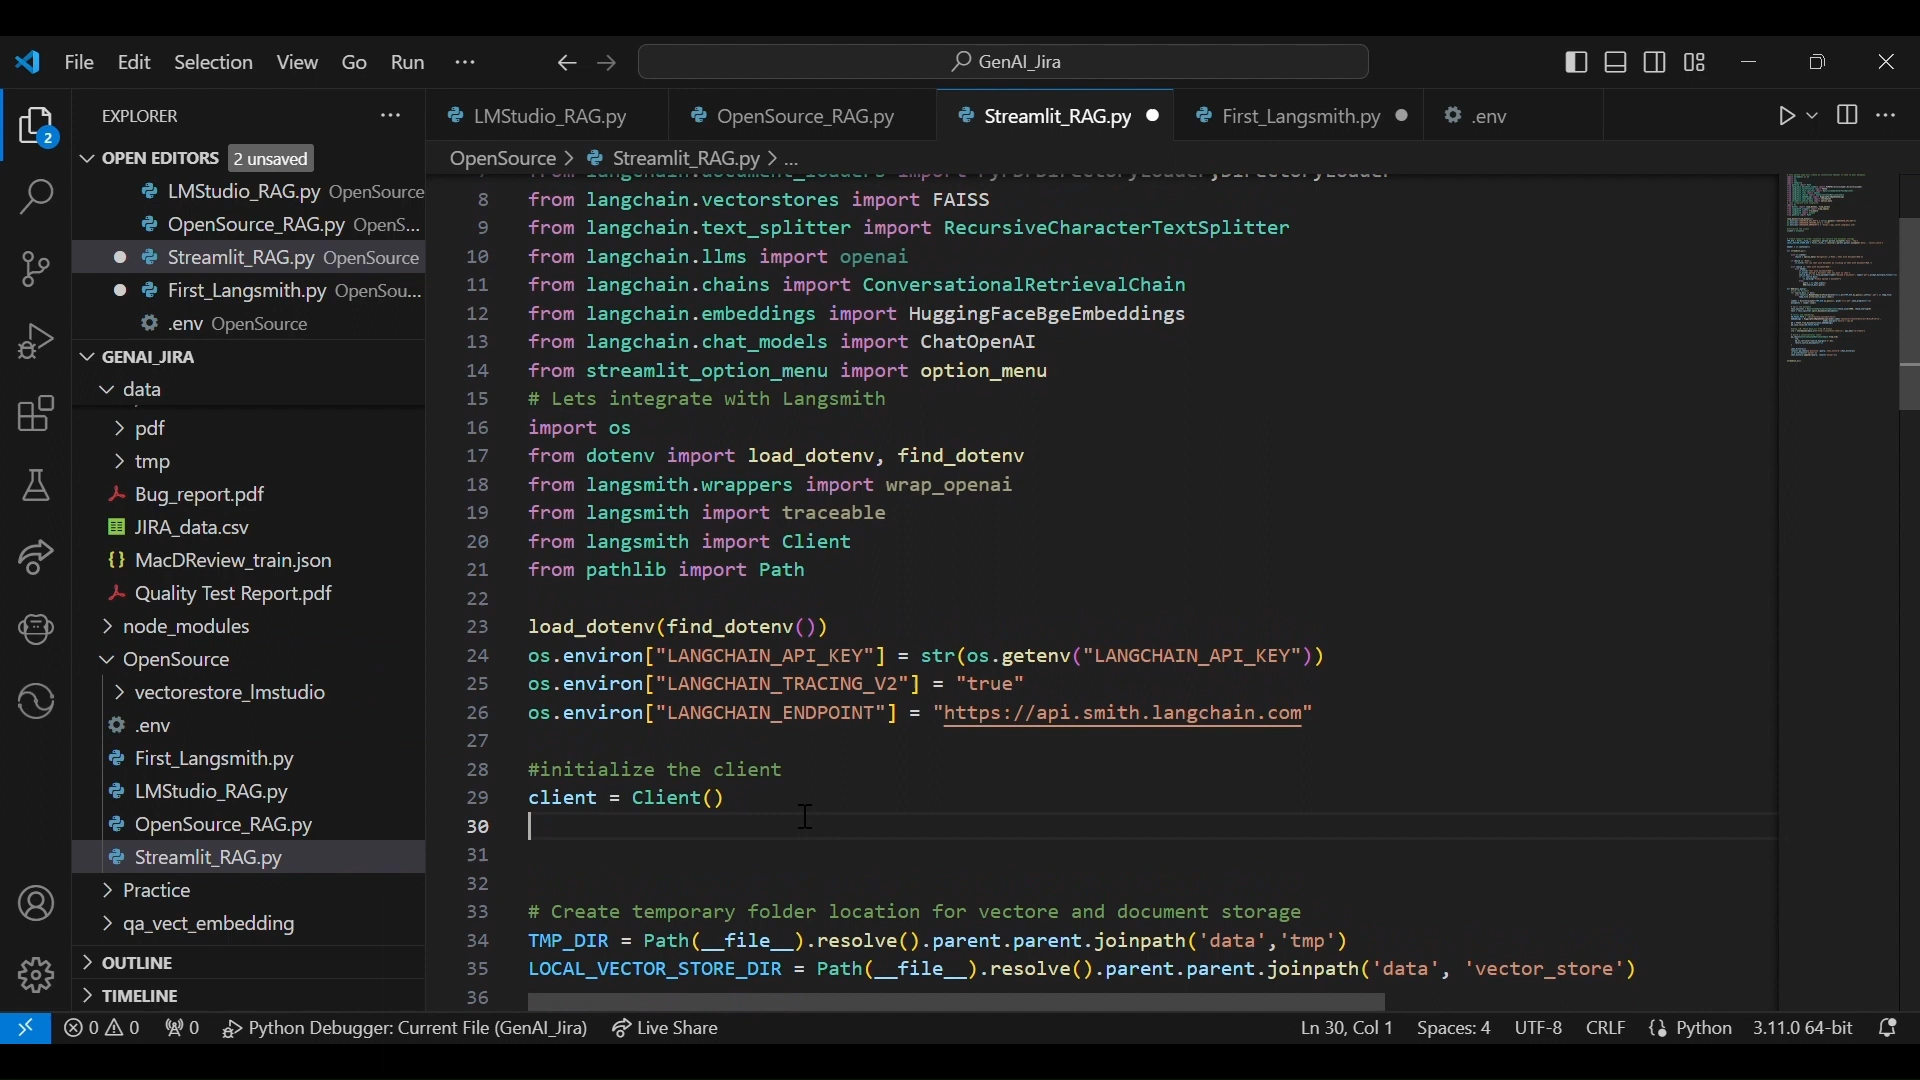 File Edit Selection View Go Run ... GenAI_Jira
EXPLORER
OPEN EDITORS 2 unsaved
LMStudio_RAG.py OpenSource
OpenSource_RAG.py OpenS...
Streamlit_RAG.py OpenSource
First_Langsmith.py OpenSou...
.env OpenSource
GENAI_JIRA
data
pdf
tmp
Bug_report.pdf
JIRA_data.csv
MacDReview_train.json
Quality Test Report.pdf
node_modules
OpenSource
vectorestore_lmstudio
.env
First_Langsmith.py
LMStudio_RAG.py
OpenSource_RAG.py
Streamlit_RAG.py
Practice
qa_vect_embedding
OUTLINE
TIMELINE
2
LMStudio_RAG.py OpenSource_RAG.py Streamlit_RAG.py First_Langsmith.py .env
OpenSource > Streamlit_RAG.py > ...
8 from langchain.vectorstores import FAISS
9 from langchain.text_splitter import RecursiveCharacterTextSplitter
10 from langchain.llms import openai
11 from langchain.chains import ConversationalRetrievalChain
12 from langchain.embeddings import HuggingFaceBgeEmbeddings
13 from langchain.chat_models import ChatOpenAI
14 from streamlit_option_menu import option_menu
15 # Lets integrate with Langsmith
16 import os
17 from dotenv import load_dotenv, find_dotenv
18 from langsmith.wrappers import wrap_openai
19 from langsmith import traceable
20 from langsmith import Client
21 from pathlib import Path
22
23 load_dotenv(find_dotenv())
24 os.environ["LANGCHAIN_API_KEY"] = str(os.getenv("LANGCHAIN_API_KEY"))
25 os.environ["LANGCHAIN_TRACING_V2"] = "true"
26 os.environ["LANGCHAIN_ENDPOINT"] = "https://api.smith.langchain.com"
27
28 #initialize the client
29 client = Client()
30
31
32
33 # Create temporary folder location for vectore and document storage
34 TMP_DIR = Path(__file__).resolve().parent.parent.joinpath('data','tmp')
35 LOCAL_VECTOR_STORE_DIR = Path(__file__).resolve().parent.parent.joinpath('data', 'vector_store')
36
0 0 0 Python Debugger: Current File (GenAI_Jira) Live Share Ln 30, Col 1 Spaces: 4 UTF-8 CRLF Python 3.11.0 64-bit